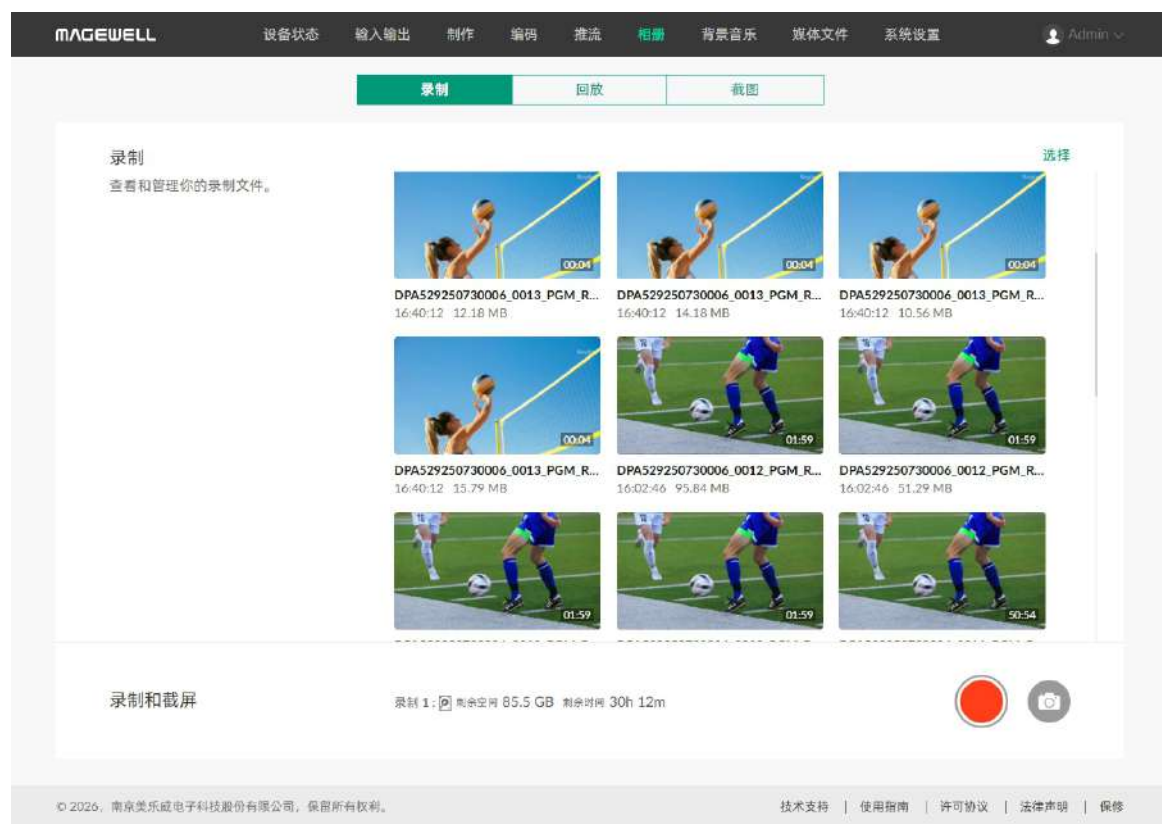 MAGEWELL 设备状态 输入输出 制作 编码 推流 相册 背景音乐 媒体文件 系统设置 Admin
录制 回放 截图
录制 选择
查看和管理你的录制文件。
00:04 00:04 00:04
DPA529250730006_0013_PGM_R... DPA529250730006_0013_PGM_R... DPA529250730006_0013_PGM_R...
16:40:12 12.18 MB 16:40:12 14.18 MB 16:40:12 10.56 MB
00:04 01:59 01:59
DPA529250730006_0013_PGM_R... DPA529250730006_0012_PGM_R... DPA529250730006_0012_PGM_R...
16:40:12 15.79 MB 16:02:46 95.84 MB 16:02:46 51.29 MB
01:59 01:59 50:54
录制和截屏 录制 1 : P 剩余空间 85.5 GB 剩余时间 30h 12m
© 2026, 南京美乐威电子科技股份有限公司, 保留所有权利。 技术支持 | 使用指南 | 许可协议 | 法律声明 | 保修